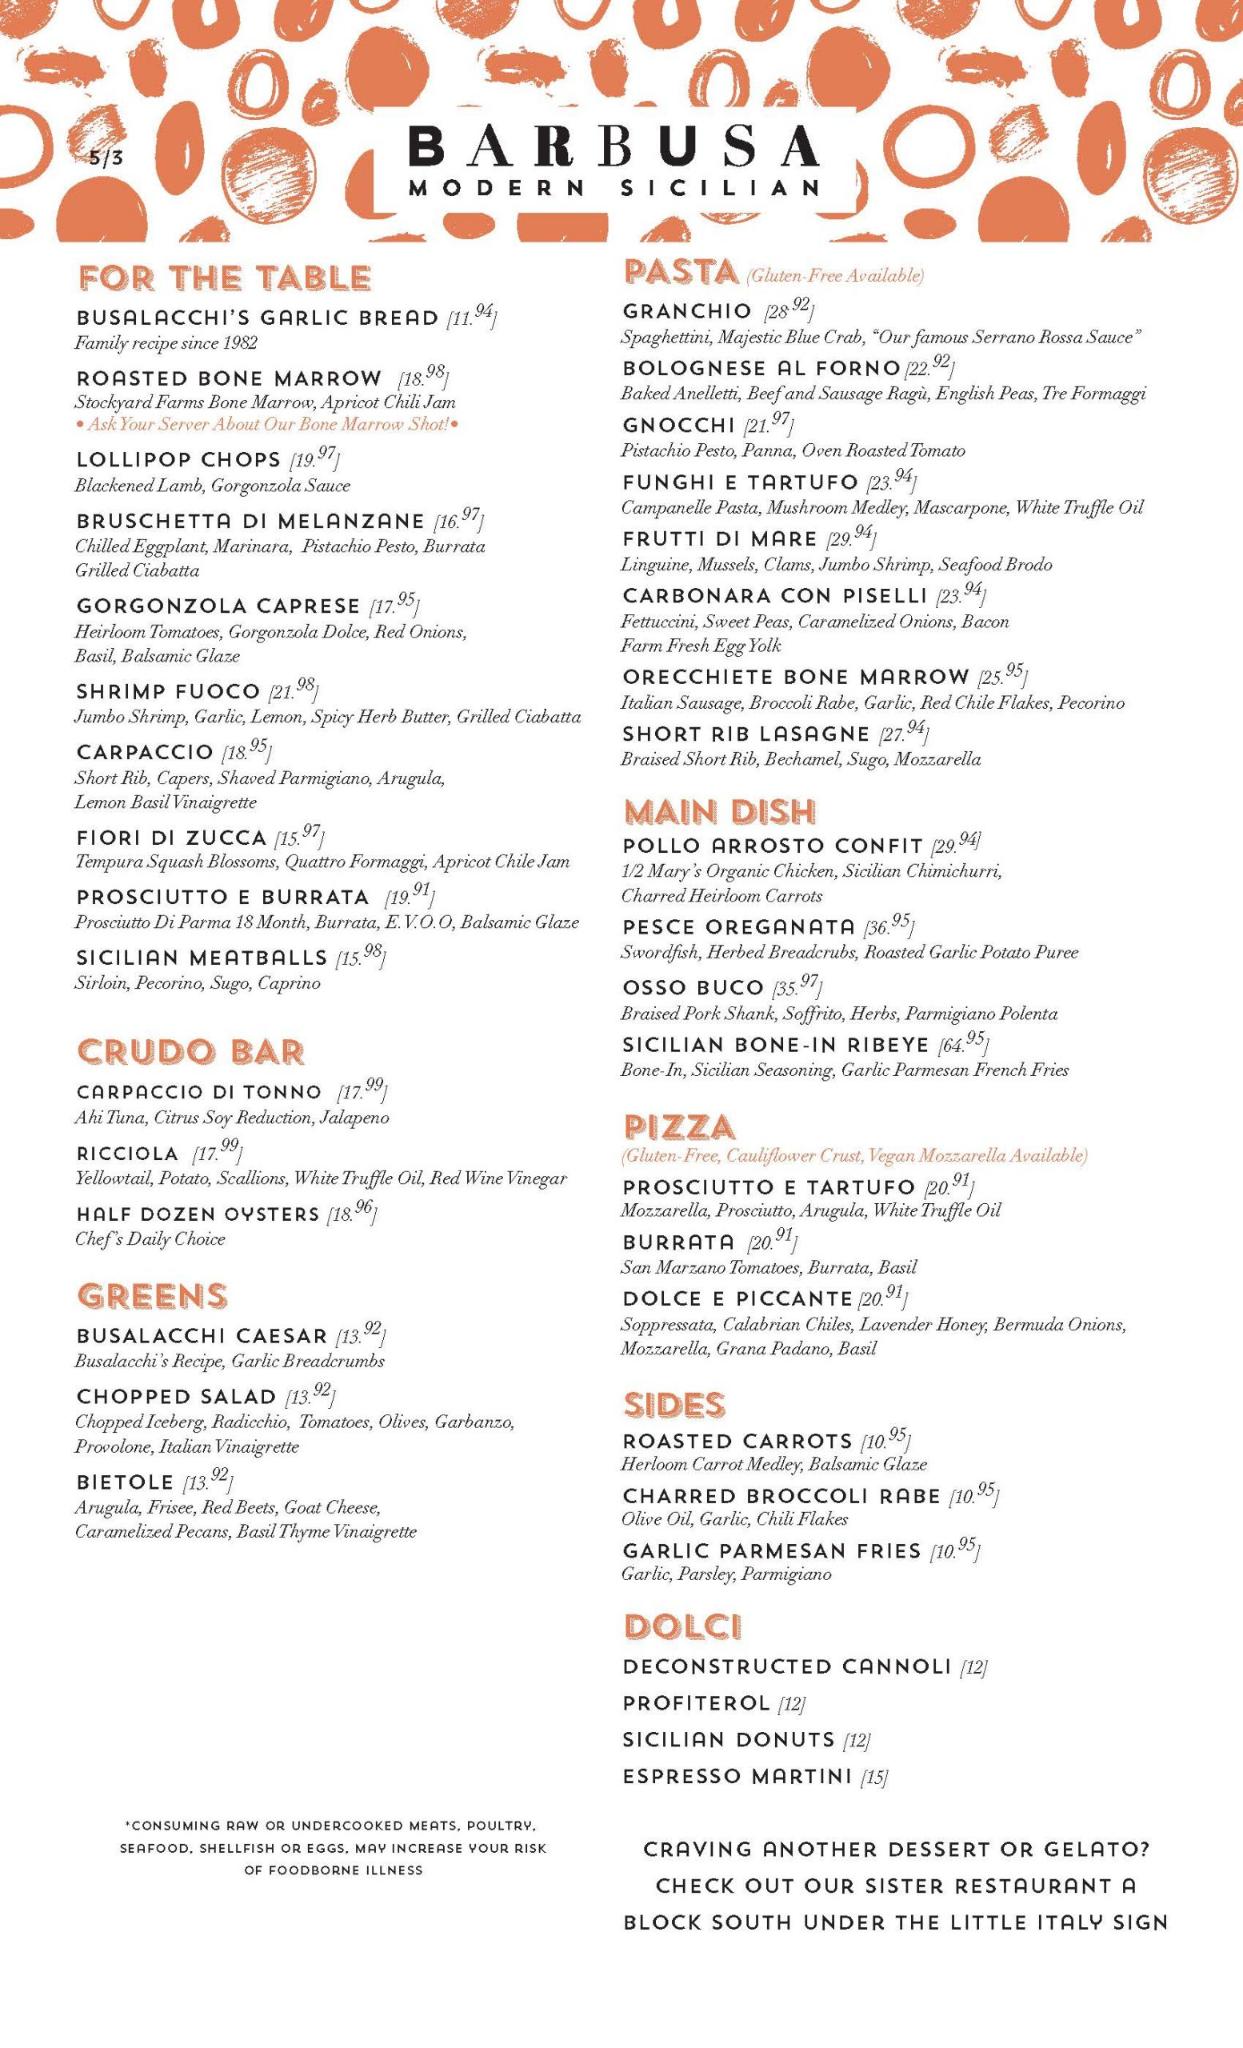 5/3
BARBUSA
MODERN SICILIAN
FOR THE TABLE
BUSALACCHI'S GARLIC BREAD [11.94]
Family recipe since 1982
ROASTED BONE MARROW [18.98]
Stockyard Farms Bone Marrow, Apricot Chili Jam
• Ask Your Server About Our Bone Marrow Shot! •
LOLLIPOP CHOPS [19.97]
Blackened Lamb, Gorgonzola Sauce
BRUSCHETTA DI MELANZANE [16.97]
Chilled Eggplant, Marinara, Pistachio Pesto, Burrata
Grilled Ciabatta
GORGONZOLA CAPRESE [17.95]
Heirloom Tomatoes, Gorgonzola Dolce, Red Onions,
Basil, Balsamic Glaze
SHRIMP FUOCO [21.98]
Jumbo Shrimp, Garlic, Lemon, Spicy Herb Butter, Grilled Ciabatta
CARPACCIO [18.95]
Short Rib, Capers, Shaved Parmigiano, Arugula,
Lemon Basil Vinaigrette
FIORI DI ZUCCA [15.97]
Tempura Squash Blossoms, Quattro Formaggi, Apricot Chile Jam
PROSCIUTTO E BURRATA [19.91]
Prosciutto Di Parma 18 Month, Burrata, E.V.O.O, Balsamic Glaze
SICILIAN MEATBALLS [15.98]
Sirloin, Pecorino, Sugo, Caprino
CRUDO BAR
CARPACCIO DI TONNO [17.99]
Ahi Tuna, Citrus Soy Reduction, Jalapeno
RICCIOLA [17.99]
Yellowtail, Potato, Scallions, White Truffle Oil, Red Wine Vinegar
HALF DOZEN OYSTERS [18.96]
Chef's Daily Choice
GREENS
BUSALACCHI CAESAR [13.92]
Busalacchi's Recipe, Garlic Breadcrumbs
CHOPPED SALAD [13.92]
Chopped Iceberg, Radicchio, Tomatoes, Olives, Garbanzo,
Provolone, Italian Vinaigrette
BIETOLE [13.92]
Arugula, Frisee, Red Beets, Goat Cheese,
Caramelized Pecans, Basil Thyme Vinaigrette
*CONSUMING RAW OR UNDERCOOKED MEATS, POULTRY,
SEAFOOD, SHELLFISH OR EGGS, MAY INCREASE YOUR RISK
OF FOODBORNE ILLNESS
PASTA (Gluten-Free Available)
GRANCHIO [28.92]
Spaghettini, Majestic Blue Crab, "Our famous Serrano Rossa Sauce"
BOLOGNESE AL FORNO [22.92]
Baked Anelletti, Beef and Sausage Ragù, English Peas, Tre Formaggi
GNOCCHI [21.97]
Pistachio Pesto, Panna, Oven Roasted Tomato
FUNGHI E TARTUFO [23.94]
Campanelle Pasta, Mushroom Medley, Mascarpone, White Truffle Oil
FRUTTI DI MARE [29.94]
Linguine, Mussels, Clams, Jumbo Shrimp, Seafood Brodo
CARBONARA CON PISELLI [23.94]
Fettuccini, Sweet Peas, Caramelized Onions, Bacon
Farm Fresh Egg Yolk
ORECCHIETE BONE MARROW [25.95]
Italian Sausage, Broccoli Rabe, Garlic, Red Chile Flakes, Pecorino
SHORT RIB LASAGNE [27.94]
Braised Short Rib, Bechamel, Sugo, Mozzarella
MAIN DISH
POLLO ARROSTO CONFIT [29.94]
1/2 Mary's Organic Chicken, Sicilian Chimichurri,
Charred Heirloom Carrots
PESCE OREGANATA [36.95]
Swordfish, Herbed Breadcrubs, Roasted Garlic Potato Puree
OSSO BUCO [35.97]
Braised Pork Shank, Soffrito, Herbs, Parmigiano Polenta
SICILIAN BONE-IN RIBEYE [64.95]
Bone-In, Sicilian Seasoning, Garlic Parmesan French Fries
PIZZA
(Gluten-Free, Cauliflower Crust, Vegan Mozzarella Available)
PROSCIUTTO E TARTUFO [20.91]
Mozzarella, Prosciutto, Arugula, White Truffle Oil
BURRATA [20.91]
San Marzano Tomatoes, Burrata, Basil
DOLCE E PICCANTE [20.91]
Soppressata, Calabrian Chiles, Lavender Honey, Bermuda Onions,
Mozzarella, Grana Padano, Basil
SIDES
ROASTED CARROTS [10.95]
Herloom Carrot Medley, Balsamic Glaze
CHARRED BROCCOLI RABE [10.95]
Olive Oil, Garlic, Chili Flakes
GARLIC PARMESAN FRIES [10.95]
Garlic, Parsley, Parmigiano
DOLCI
DECONSTRUCTED CANNOLI [12]
PROFITEROL [12]
SICILIAN DONUTS [12]
ESPRESSO MARTINI [15]
CRAVING ANOTHER DESSERT OR GELATO?
CHECK OUT OUR SISTER RESTAURANT A
BLOCK SOUTH UNDER THE LITTLE ITALY SIGN